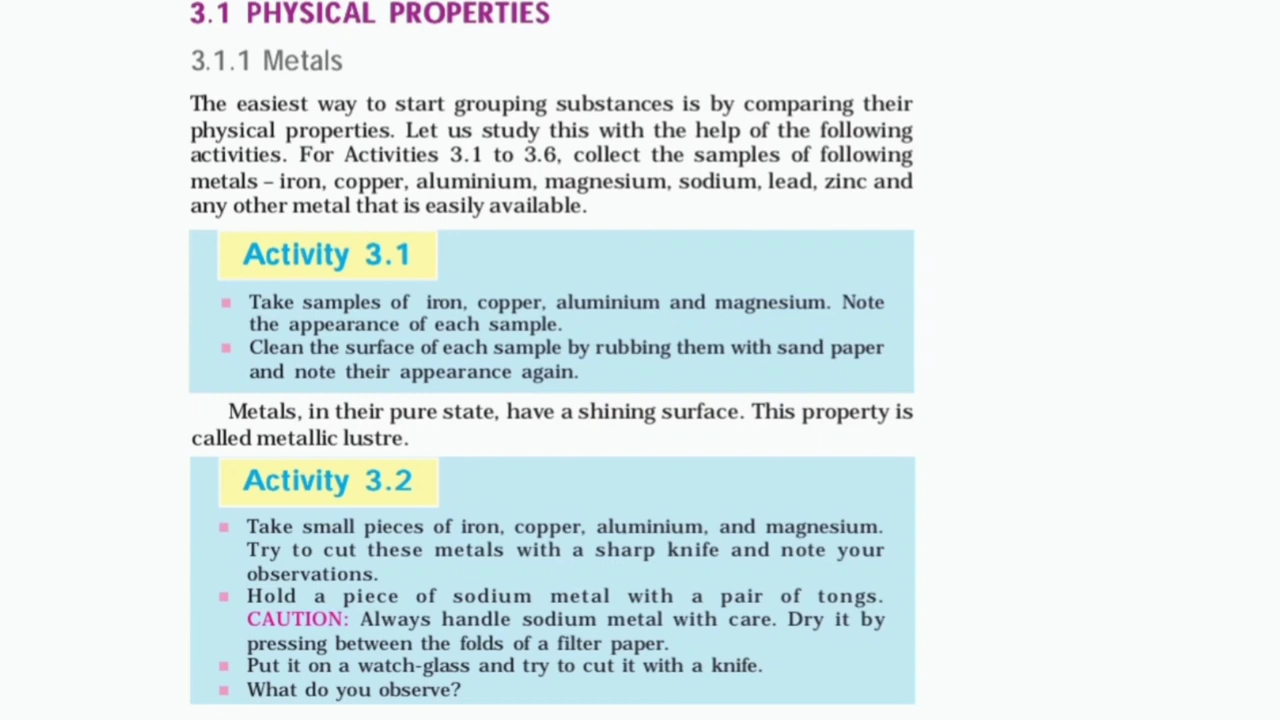 3.1 PHYSICAL PROPERTIES
3.1.1 Metals
The easiest way to start grouping substances is by comparing their
physical properties. Let us study this with the help of the following
activities. For Activities 3.1 to 3.6, collect the samples of following
metals – iron, copper, aluminium, magnesium, sodium, lead, zinc and
any other metal that is easily available.
Activity 3.1
Take samples of iron, copper, aluminium and magnesium. Note
the appearance of each sample.
Clean the surface of each sample by rubbing them with sand paper
and note their appearance again.
Metals, in their pure state, have a shining surface. This property is
called metallic lustre.
Activity 3.2
Take small pieces of iron, copper, aluminium, and magnesium.
Try to cut these metals with a sharp knife and note your
observations.
Hold a piece of sodium metal with a pair of tongs.
CAUTION: Always handle sodium metal with care. Dry it by
pressing between the folds of a filter paper.
Put it on a watch-glass and try to cut it with a knife.
What do you observe?